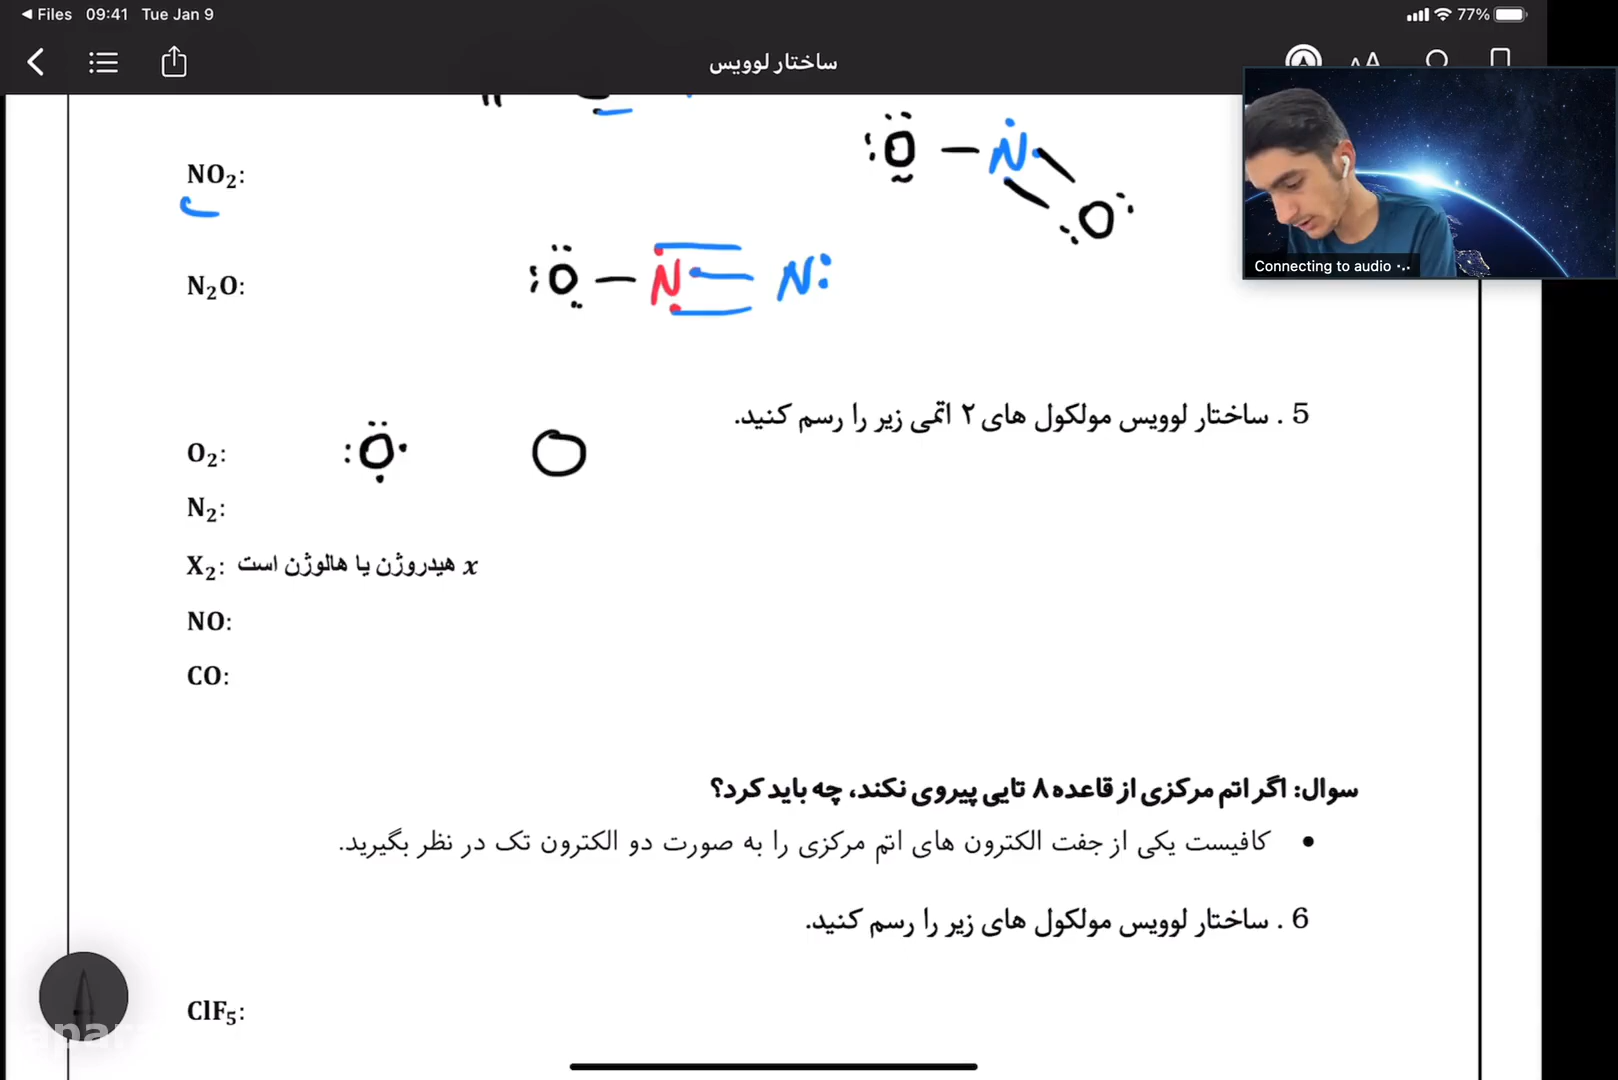 Files 09:41 Tue Jan 9
77%
ساختار لوویس
AA
Connecting to audio ...
NO₂:
O – N O
N₂O:
O – N ≡ N:
5 . ساختار لوویس مولکول های ۲ اتمی زیر را رسم کنید.
O₂: O O
N₂:
X₂: x هیدروژن یا هالوژن است
NO:
CO:
سوال: اگر اتم مرکزی از قاعده ۸ تایی پیروی نکند، چه باید کرد؟
• کافیست یکی از جفت الکترون های اتم مرکزی را به صورت دو الکترون تک در نظر بگیرید.
6 . ساختار لوویس مولکول های زیر را رسم کنید.
ClF₅: